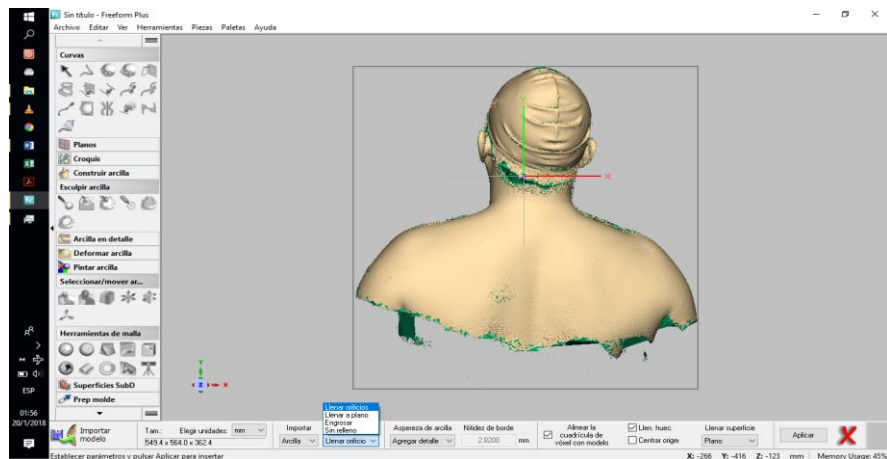 Sin título - Freeform Plus
Archivo Editar Ver Herramientas Piezas Paletas Ayuda
Curvas
Planos
Croquis
Construir arcilla
Esculpir arcilla
Arcilla en detalle
Deformar arcilla
Pintar arcilla
Seleccionar/mover ar...
Herramientas de malla
Superficies SubD
Prep molde
Y
X
Z X
Y
ESP
01:56
20/1/2018
Importar modelo
Tam.: Elegir unidades: mm
549.4 x 564.0 x 362.4
Importar
Arcilla
Llenar orificios
Llenar a plano
Engrosar
Sin relleno
Llenar orificio
Aspereza de arcilla
Agregar detalle
Nitidez de borde
2.8200 mm
Alinear la cuadrícula de vóxel con modelo
Llen. huec.
Centrar origen
Llenar superficie
Plano
Aplicar
Establecer parámetros y pulsar Aplicar para insertar
X: -266 Y: -416 Z: -123 mm Memory Usage: 45%